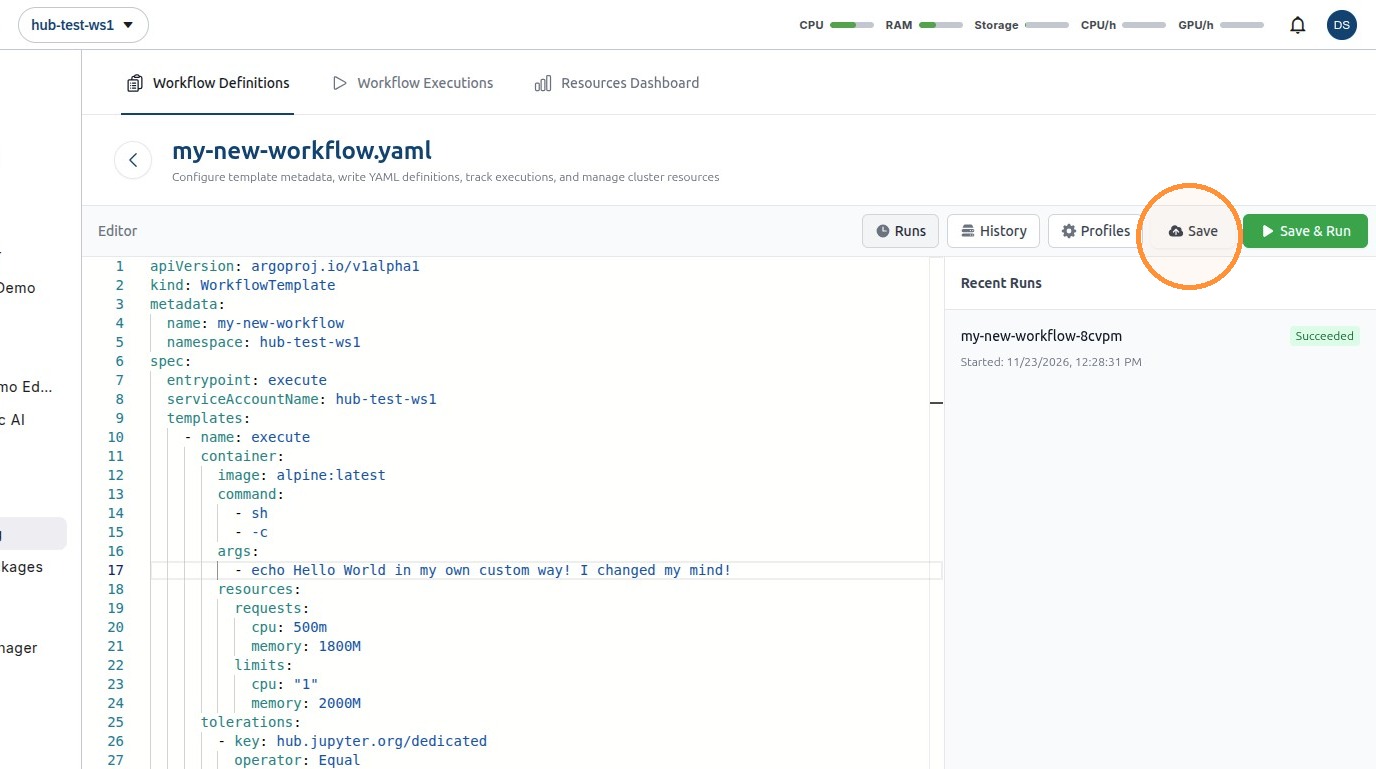 hub-test-ws1
CPU RAM Storage CPU/h GPU/h DS
Workflow Definitions Workflow Executions Resources Dashboard
my-new-workflow.yaml
Configure template metadata, write YAML definitions, track executions, and manage cluster resources
Editor Runs History Profiles Save Save & Run
Demo
mo Ed...
c AI
kages
nager
1 apiVersion: argoproj.io/v1alpha1
2 kind: WorkflowTemplate
3 metadata:
4 name: my-new-workflow
5 namespace: hub-test-ws1
6 spec:
7 entrypoint: execute
8 serviceAccountName: hub-test-ws1
9 templates:
10 - name: execute
11 container:
12 image: alpine:latest
13 command:
14 - sh
15 - -c
16 args:
17 - echo Hello World in my own custom way! I changed my mind!
18 resources:
19 requests:
20 cpu: 500m
21 memory: 1800M
22 limits:
23 cpu: "1"
24 memory: 2000M
25 tolerations:
26 - key: hub.jupyter.org/dedicated
27 operator: Equal
Recent Runs
my-new-workflow-8cvpm Succeeded
Started: 11/23/2026, 12:28:31 PM